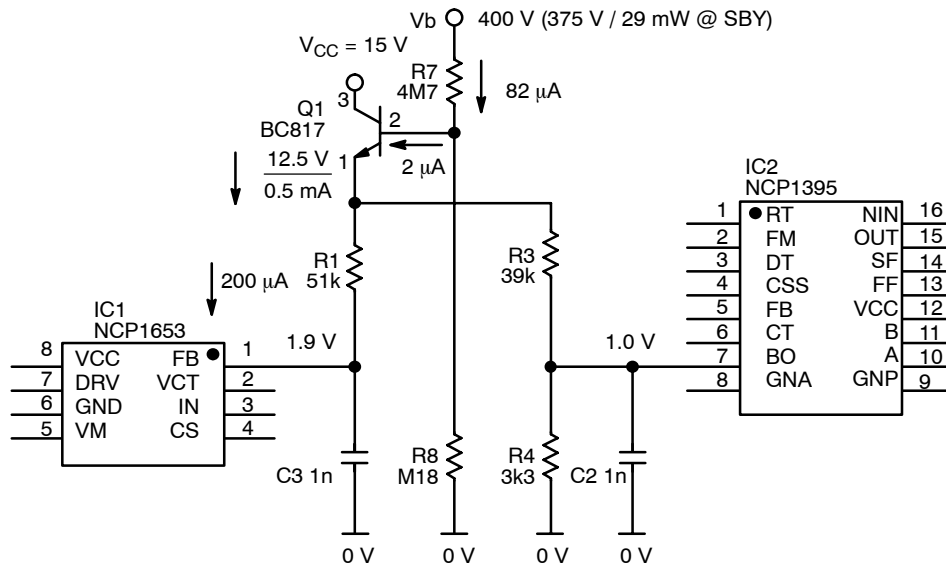 Vb 400 V (375 V / 29 mW @ SBY)
VCC = 15 V
R7
4M7
82 µA
3
Q1
BC817
2
1
2 µA
12.5 V
0.5 mA
IC2
NCP1395
1 RT NIN 16
2 FM OUT 15
3 DT SF 14
4 CSS FF 13
5 FB VCC 12
6 CT B 11
7 BO A 10
8 GNA GNP 9
R1
51k
R3
39k
200 µA
IC1
NCP1653
1.9 V
1.0 V
8 VCC FB 1
7 DRV VCT 2
6 GND IN 3
5 VM CS 4
C3 1n
R8
M18
R4
3k3
C2 1n
0 V 0 V 0 V 0 V